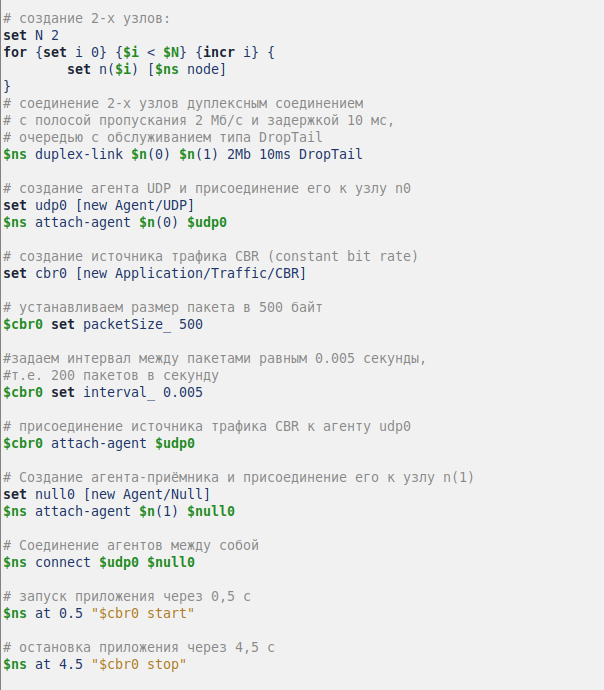 # создание 2-х узлов:
set N 2
for {set i 0} {$i < $N} {incr i} {
        set n($i) [$ns node]
}
# соединение 2-х узлов дуплексным соединением
# с полосой пропускания 2 Мб/с и задержкой 10 мс,
# очередью с обслуживанием типа DropTail
$ns duplex-link $n(0) $n(1) 2Mb 10ms DropTail

# создание агента UDP и присоединение его к узлу n0
set udp0 [new Agent/UDP]
$ns attach-agent $n(0) $udp0

# создание источника трафика CBR (constant bit rate)
set cbr0 [new Application/Traffic/CBR]

# устанавливаем размер пакета в 500 байт
$cbr0 set packetSize_ 500

#задаем интервал между пакетами равным 0.005 секунды,
#т.е. 200 пакетов в секунду
$cbr0 set interval_ 0.005

# присоединение источника трафика CBR к агенту udp0
$cbr0 attach-agent $udp0

# Создание агента-приёмника и присоединение его к узлу n(1)
set null0 [new Agent/Null]
$ns attach-agent $n(1) $null0

# Соединение агентов между собой
$ns connect $udp0 $null0

# запуск приложения через 0,5 с
$ns at 0.5 "$cbr0 start"

# остановка приложения через 4,5 с
$ns at 4.5 "$cbr0 stop"